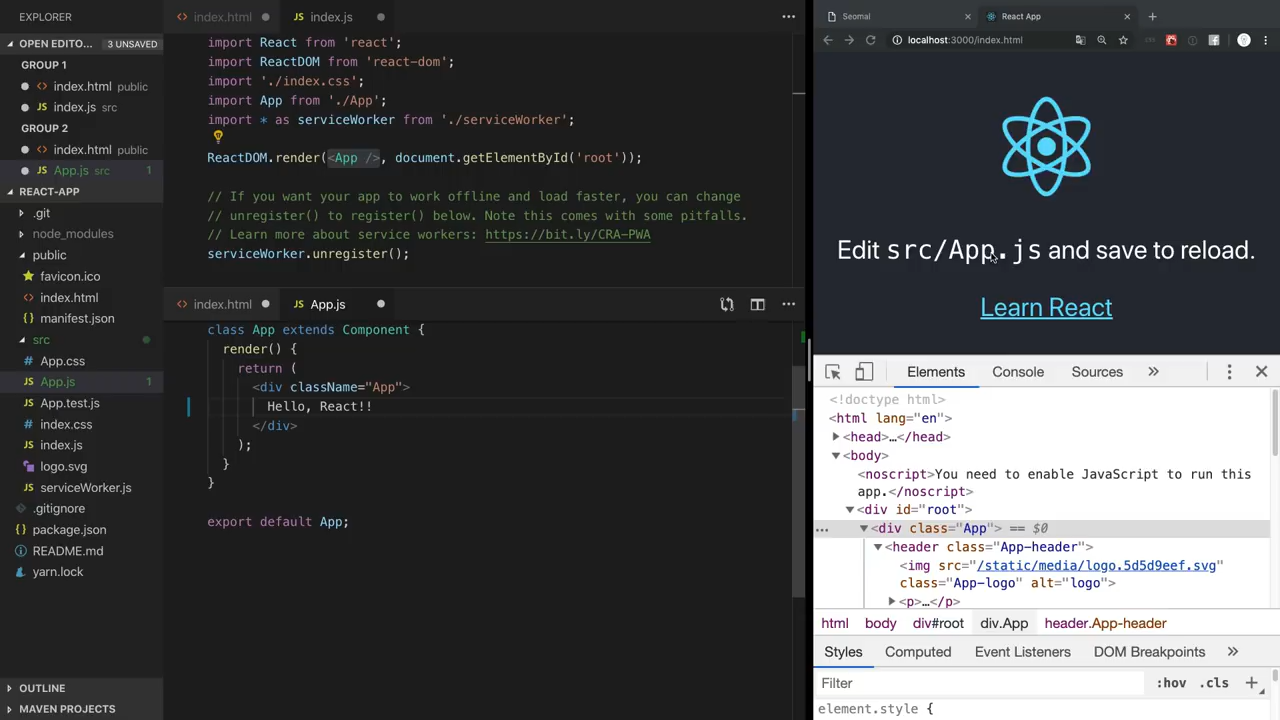 EXPLORER
OPEN EDITO... 3 UNSAVED
GROUP 1
index.html public
index.js src
GROUP 2
index.html public
App.js src 1
REACT-APP
.git
node_modules
public
favicon.ico
index.html
manifest.json
src
App.css
App.js 1
App.test.js
index.css
index.js
logo.svg
serviceWorker.js
.gitignore
package.json
README.md
yarn.lock
OUTLINE
MAVEN PROJECTS
index.html
index.js
import React from 'react';
import ReactDOM from 'react-dom';
import './index.css';
import App from './App';
import * as serviceWorker from './serviceWorker';
ReactDOM.render(<App />, document.getElementById('root'));
// If you want your app to work offline and load faster, you can change
// unregister() to register() below. Note this comes with some pitfalls.
// Learn more about service workers: https://bit.ly/CRA-PWA
serviceWorker.unregister();
index.html
App.js
class App extends Component {
render() {
return (
<div className="App">
Hello, React!!
</div>
);
}
}
export default App;
Seomal
React App
localhost:3000/index.html
Edit src/App.js and save to reload.
Learn React
Elements Console Sources
<!doctype html>
<html lang="en">
<head>…</head>
<body>
<noscript>You need to enable JavaScript to run this
app.</noscript>
<div id="root">
<div class="App"> == $0
<header class="App-header">
<img src="/static/media/logo.5d5d9eef.svg"
class="App-logo" alt="logo">
<p>…</p>
html body div#root div.App header.App-header
Styles Computed Event Listeners DOM Breakpoints
Filter :hov .cls
element.style {